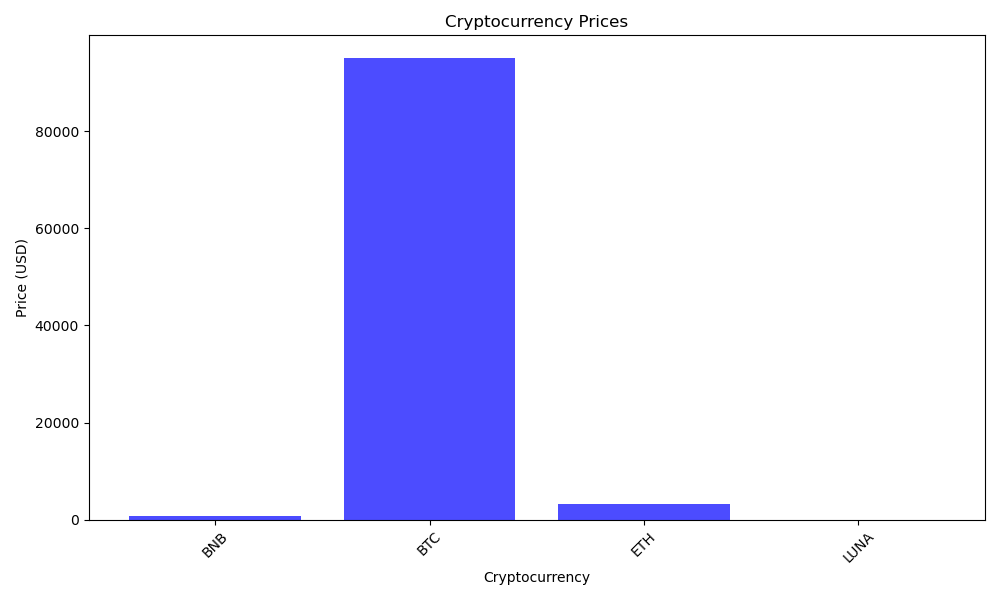 Cryptocurrency Prices
Price (USD)
80000
60000
40000
20000
0
BNB
BTC
ETH
LUNA
Cryptocurrency